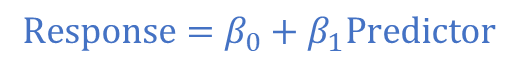 Response = β₀ + β₁Predictor